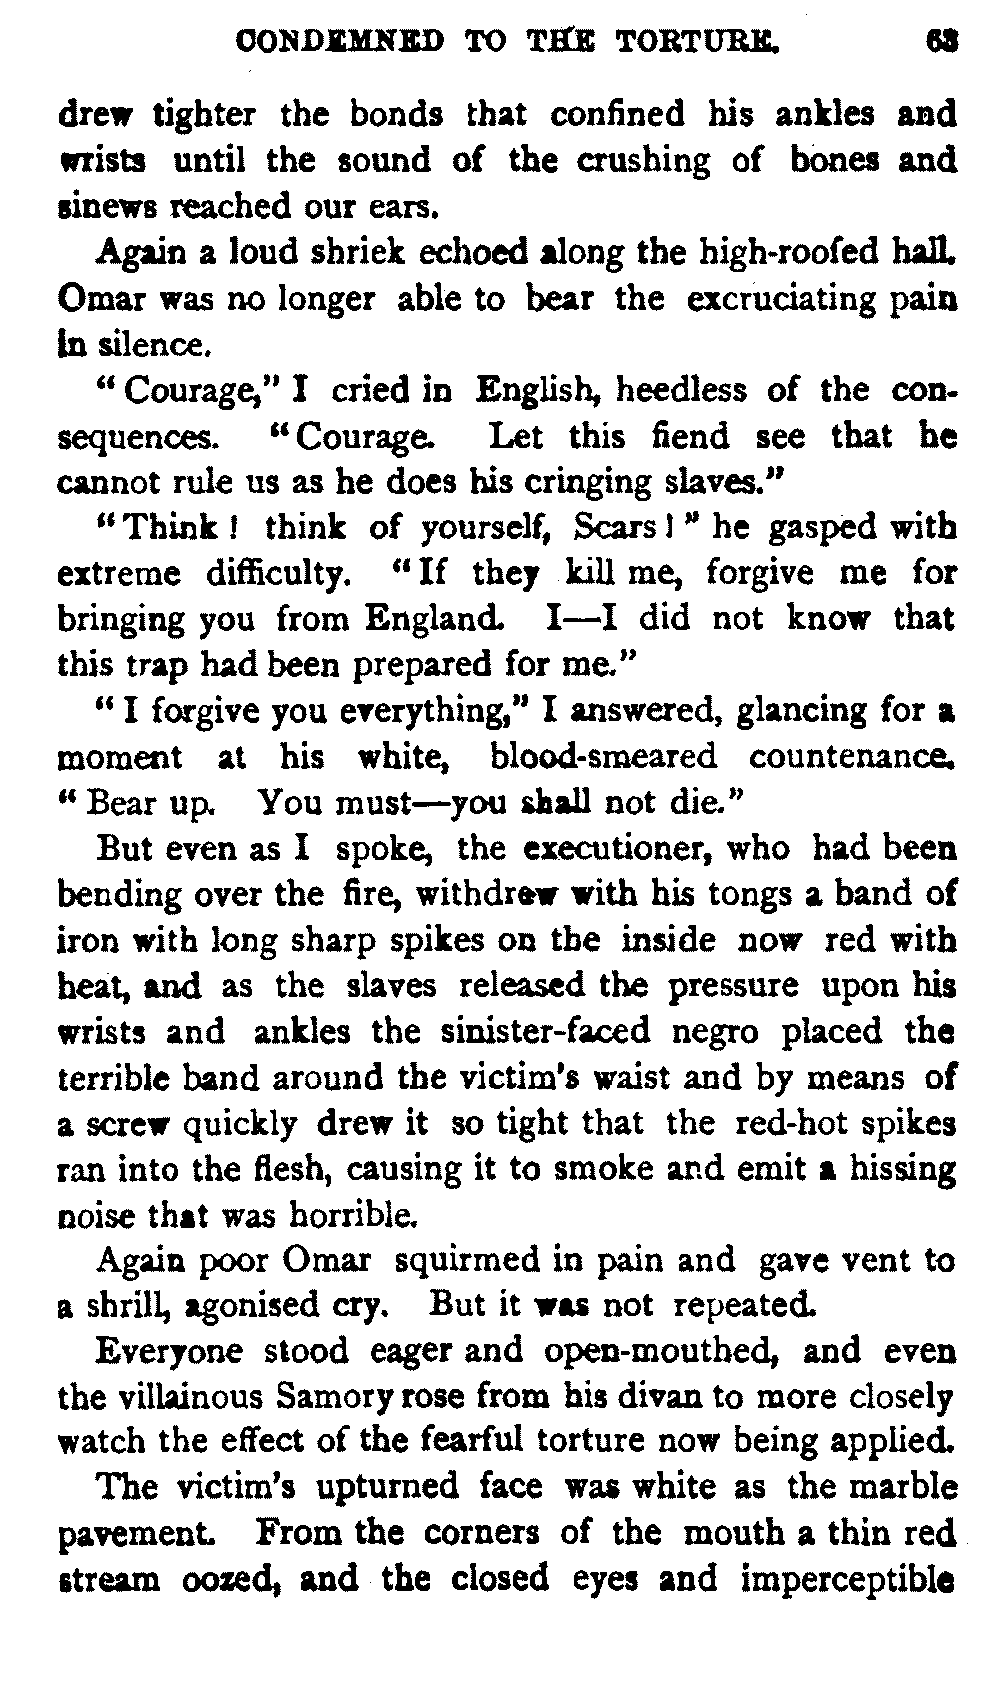 CONDEMNED TO THE TORTURE. 63
drew tighter the bonds that confined his ankles and
wrists until the sound of the crushing of bones and
sinews reached our ears.
Again a loud shriek echoed along the high-roofed hall.
Omar was no longer able to bear the excruciating pain
in silence.
"Courage," I cried in English, heedless of the con-
sequences. "Courage. Let this fiend see that he
cannot rule us as he does his cringing slaves."
"Think! think of yourself, Scars!" he gasped with
extreme difficulty. "If they kill me, forgive me for
bringing you from England. I—I did not know that
this trap had been prepared for me."
"I forgive you everything," I answered, glancing for a
moment at his white, blood-smeared countenance.
"Bear up. You must—you shall not die."
But even as I spoke, the executioner, who had been
bending over the fire, withdrew with his tongs a band of
iron with long sharp spikes on the inside now red with
heat, and as the slaves released the pressure upon his
wrists and ankles the sinister-faced negro placed the
terrible band around the victim's waist and by means of
a screw quickly drew it so tight that the red-hot spikes
ran into the flesh, causing it to smoke and emit a hissing
noise that was horrible.
Again poor Omar squirmed in pain and gave vent to
a shrill, agonised cry. But it was not repeated.
Everyone stood eager and open-mouthed, and even
the villainous Samory rose from his divan to more closely
watch the effect of the fearful torture now being applied.
The victim's upturned face was white as the marble
pavement. From the corners of the mouth a thin red
stream oozed, and the closed eyes and imperceptible